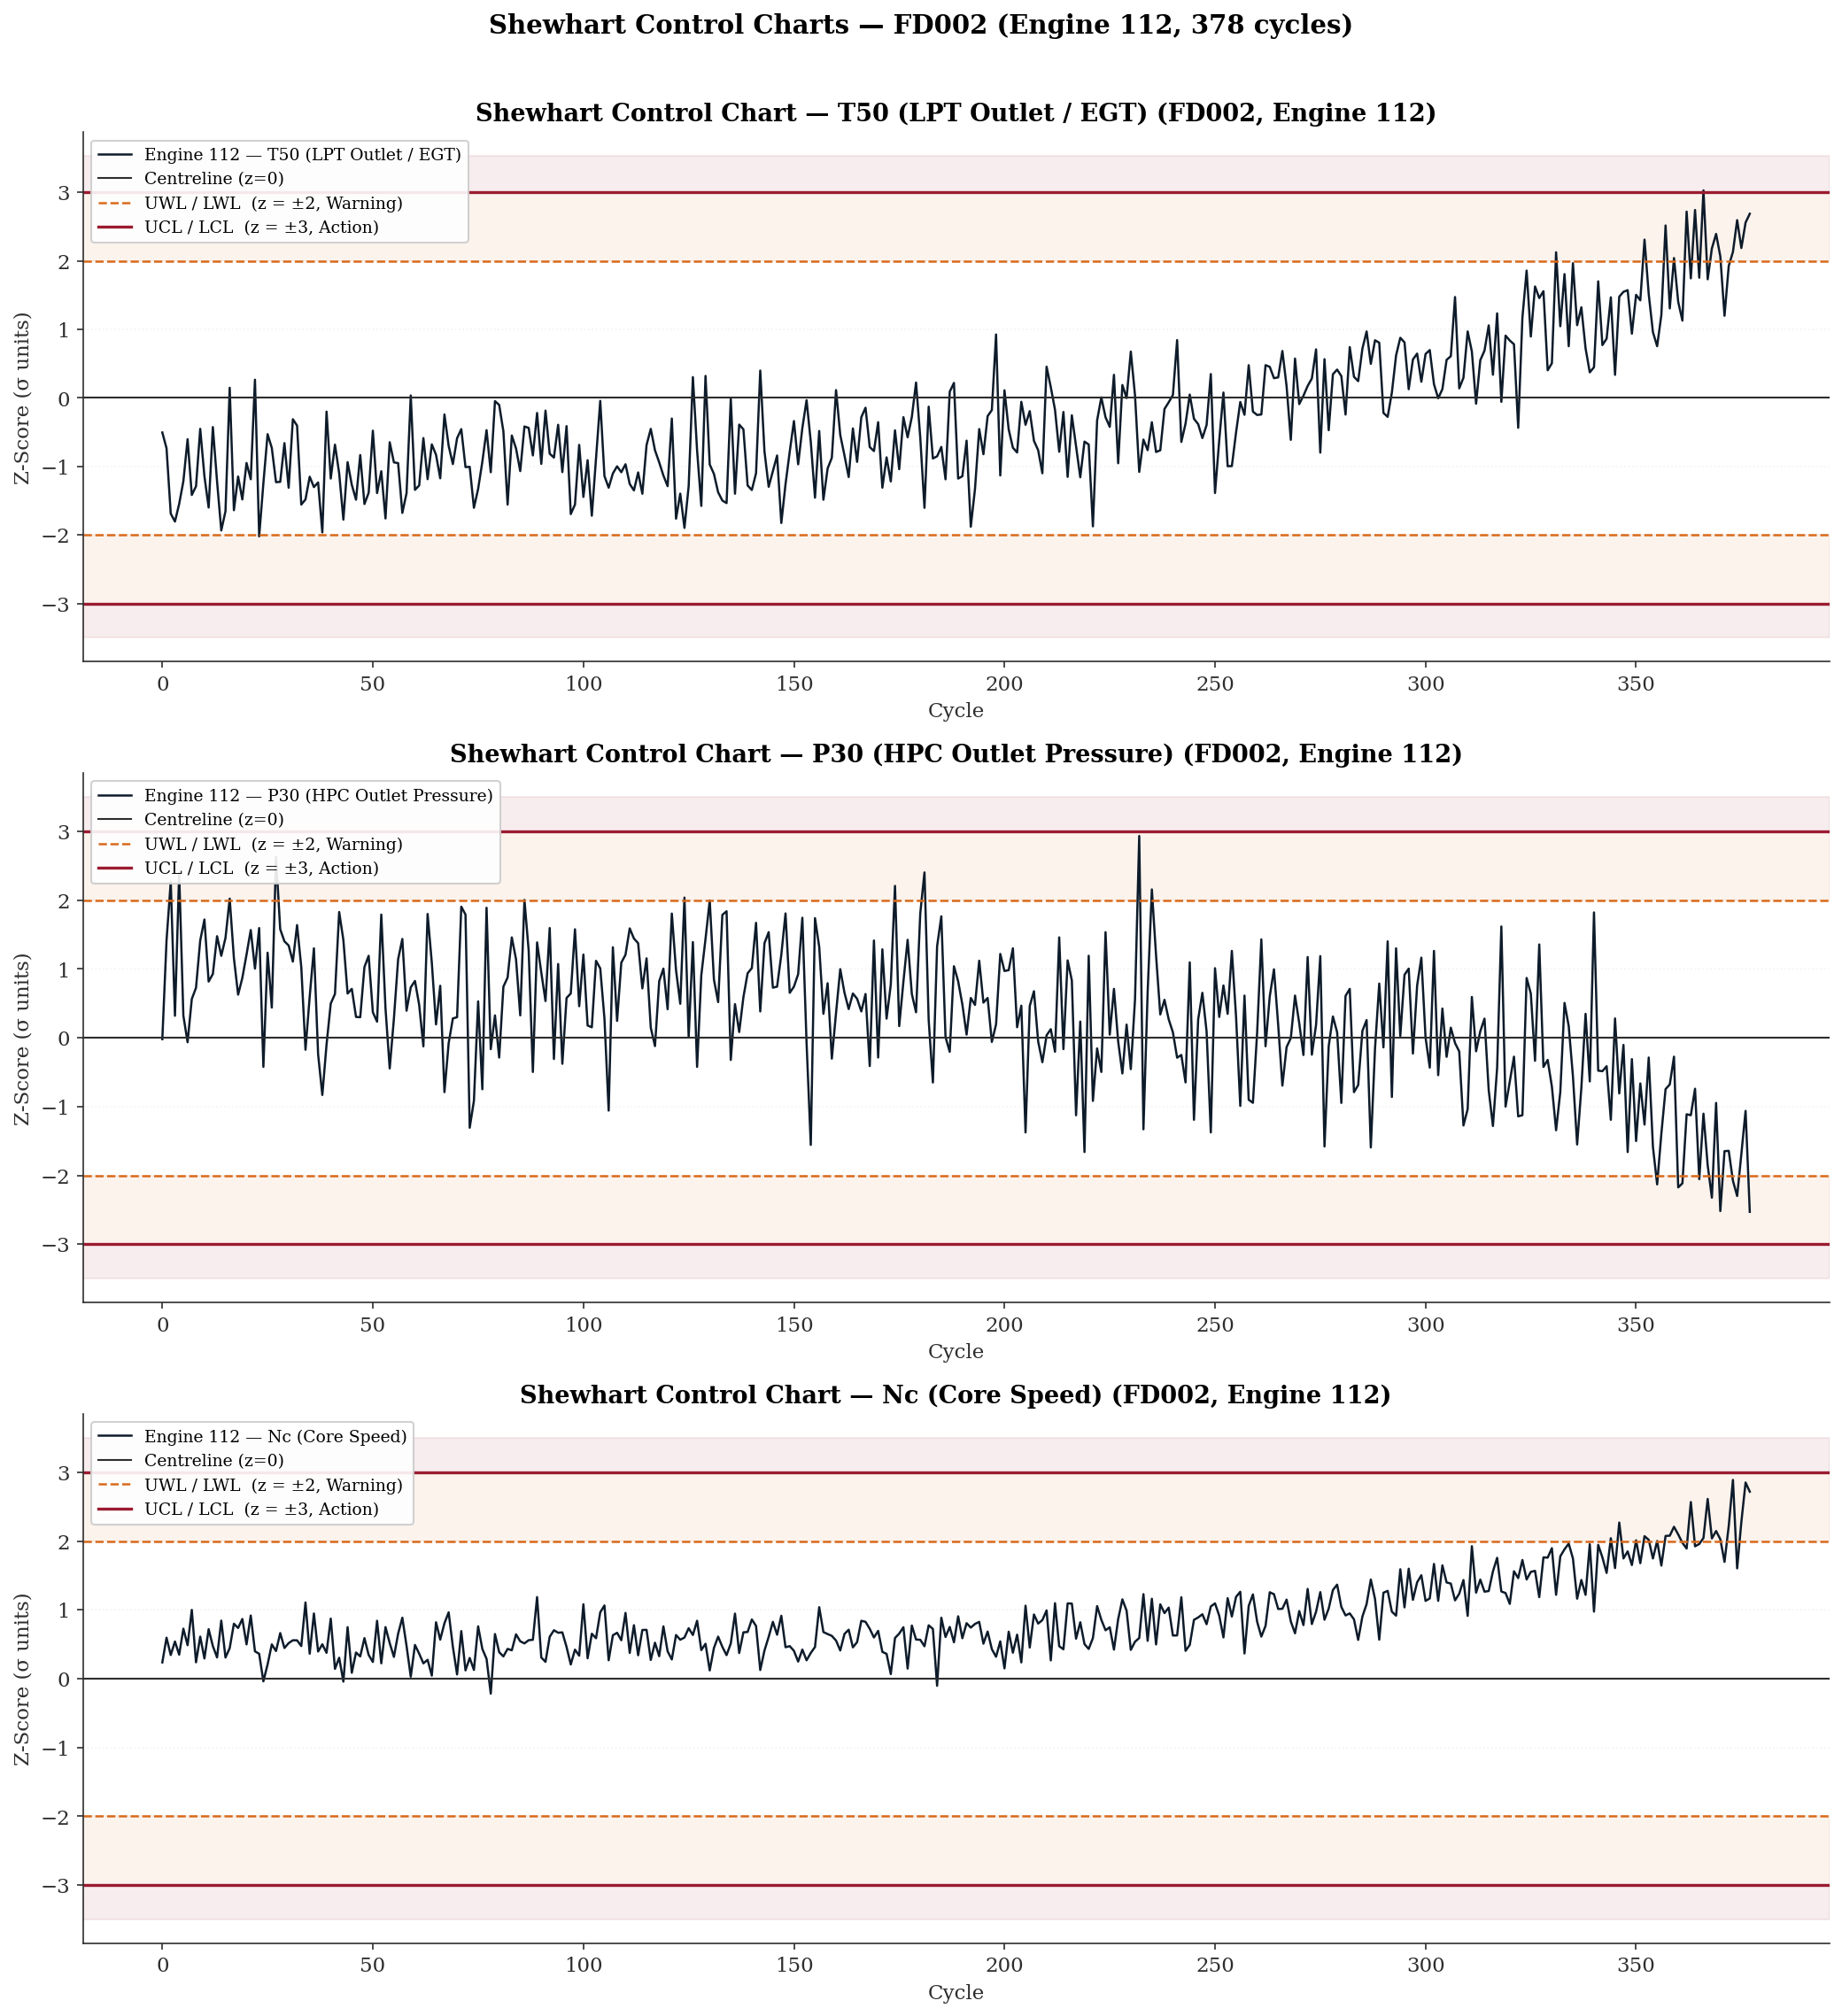 Shewhart Control Charts — FD002 (Engine 112, 378 cycles)
Shewhart Control Chart — T50 (LPT Outlet / EGT) (FD002, Engine 112)
Engine 112 — T50 (LPT Outlet / EGT)
Centreline (z=0)
UWL / LWL  (z = ±2, Warning)
UCL / LCL  (z = ±3, Action)
Z-Score (σ units)
3
2
1
0
−1
−2
−3
0 50 100 150 200 250 300 350
Cycle
Shewhart Control Chart — P30 (HPC Outlet Pressure) (FD002, Engine 112)
Engine 112 — P30 (HPC Outlet Pressure)
Centreline (z=0)
UWL / LWL  (z = ±2, Warning)
UCL / LCL  (z = ±3, Action)
Z-Score (σ units)
3
2
1
0
−1
−2
−3
0 50 100 150 200 250 300 350
Cycle
Shewhart Control Chart — Nc (Core Speed) (FD002, Engine 112)
Engine 112 — Nc (Core Speed)
Centreline (z=0)
UWL / LWL  (z = ±2, Warning)
UCL / LCL  (z = ±3, Action)
Z-Score (σ units)
3
2
1
0
−1
−2
−3
0 50 100 150 200 250 300 350
Cycle